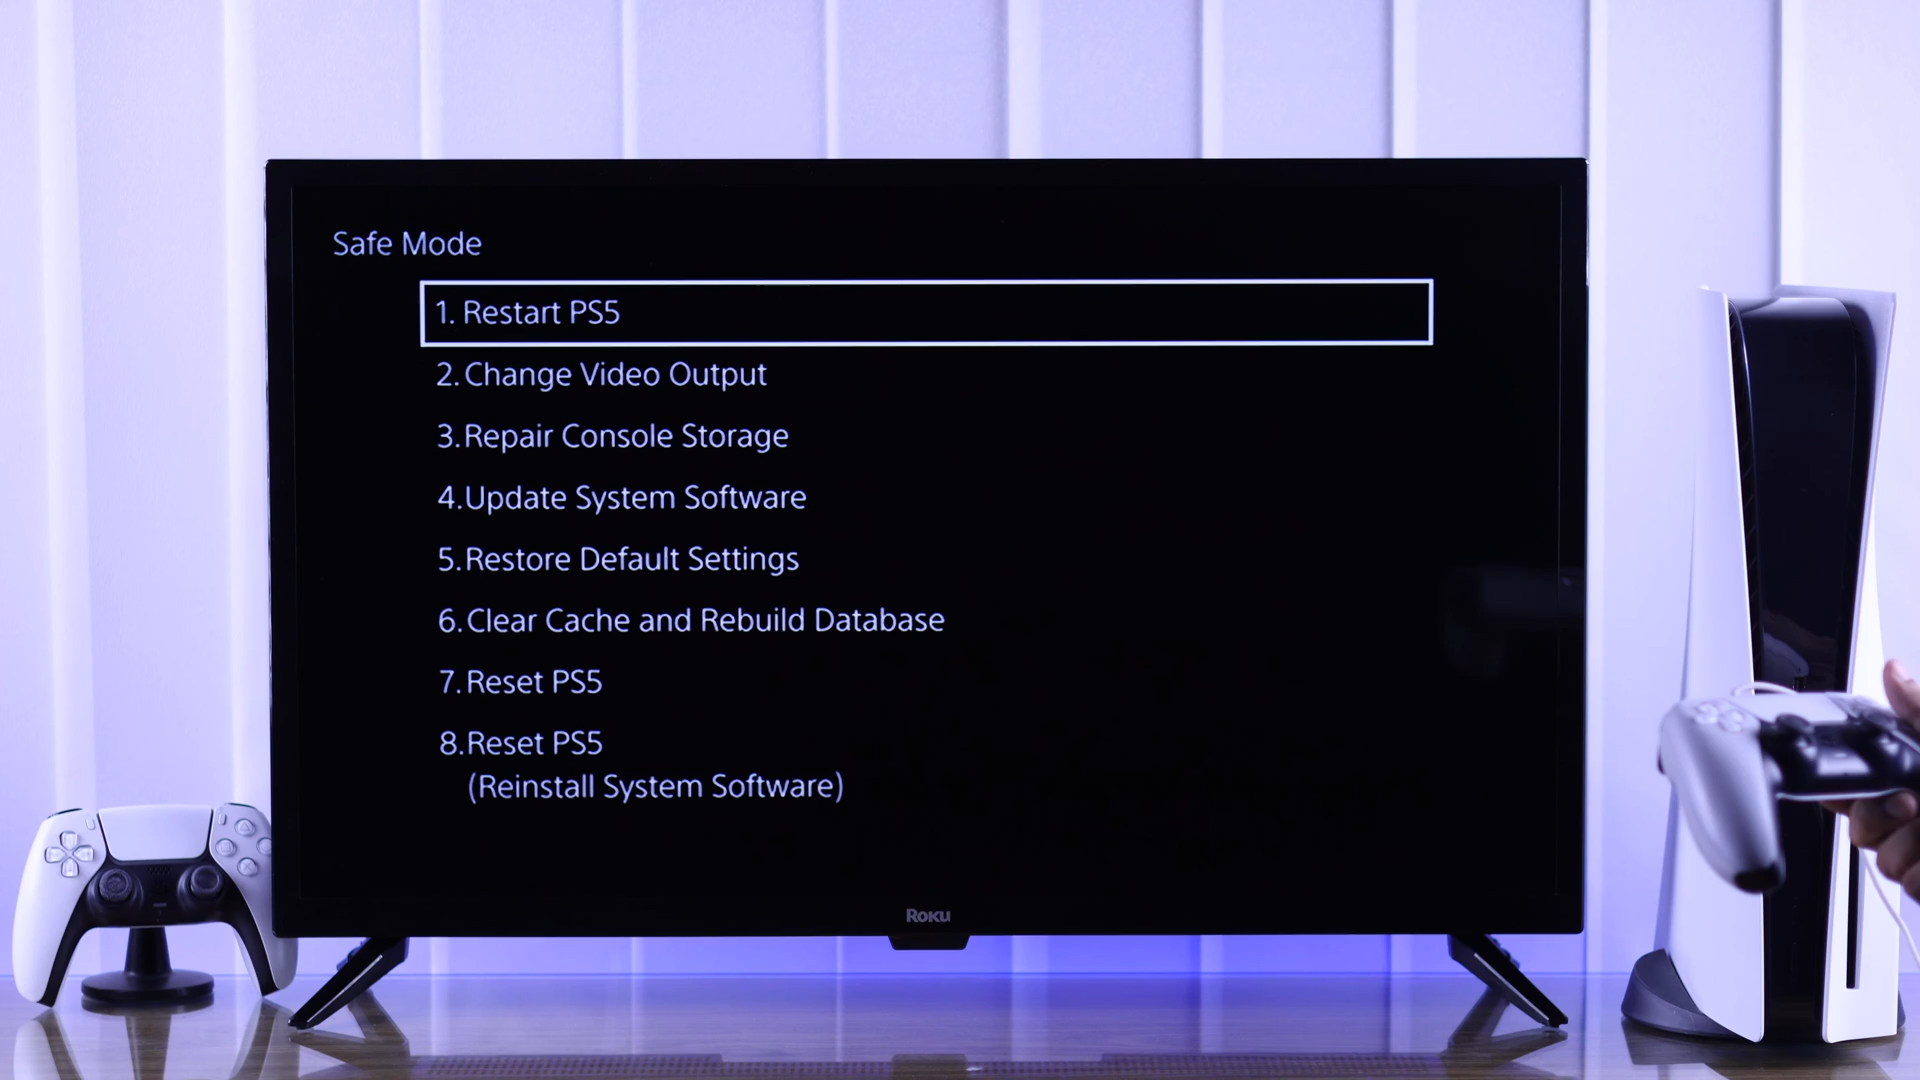 Safe Mode
1. Restart PS5
2. Change Video Output
3. Repair Console Storage
4. Update System Software
5. Restore Default Settings
6. Clear Cache and Rebuild Database
7. Reset PS5
8. Reset PS5
(Reinstall System Software)
Roku